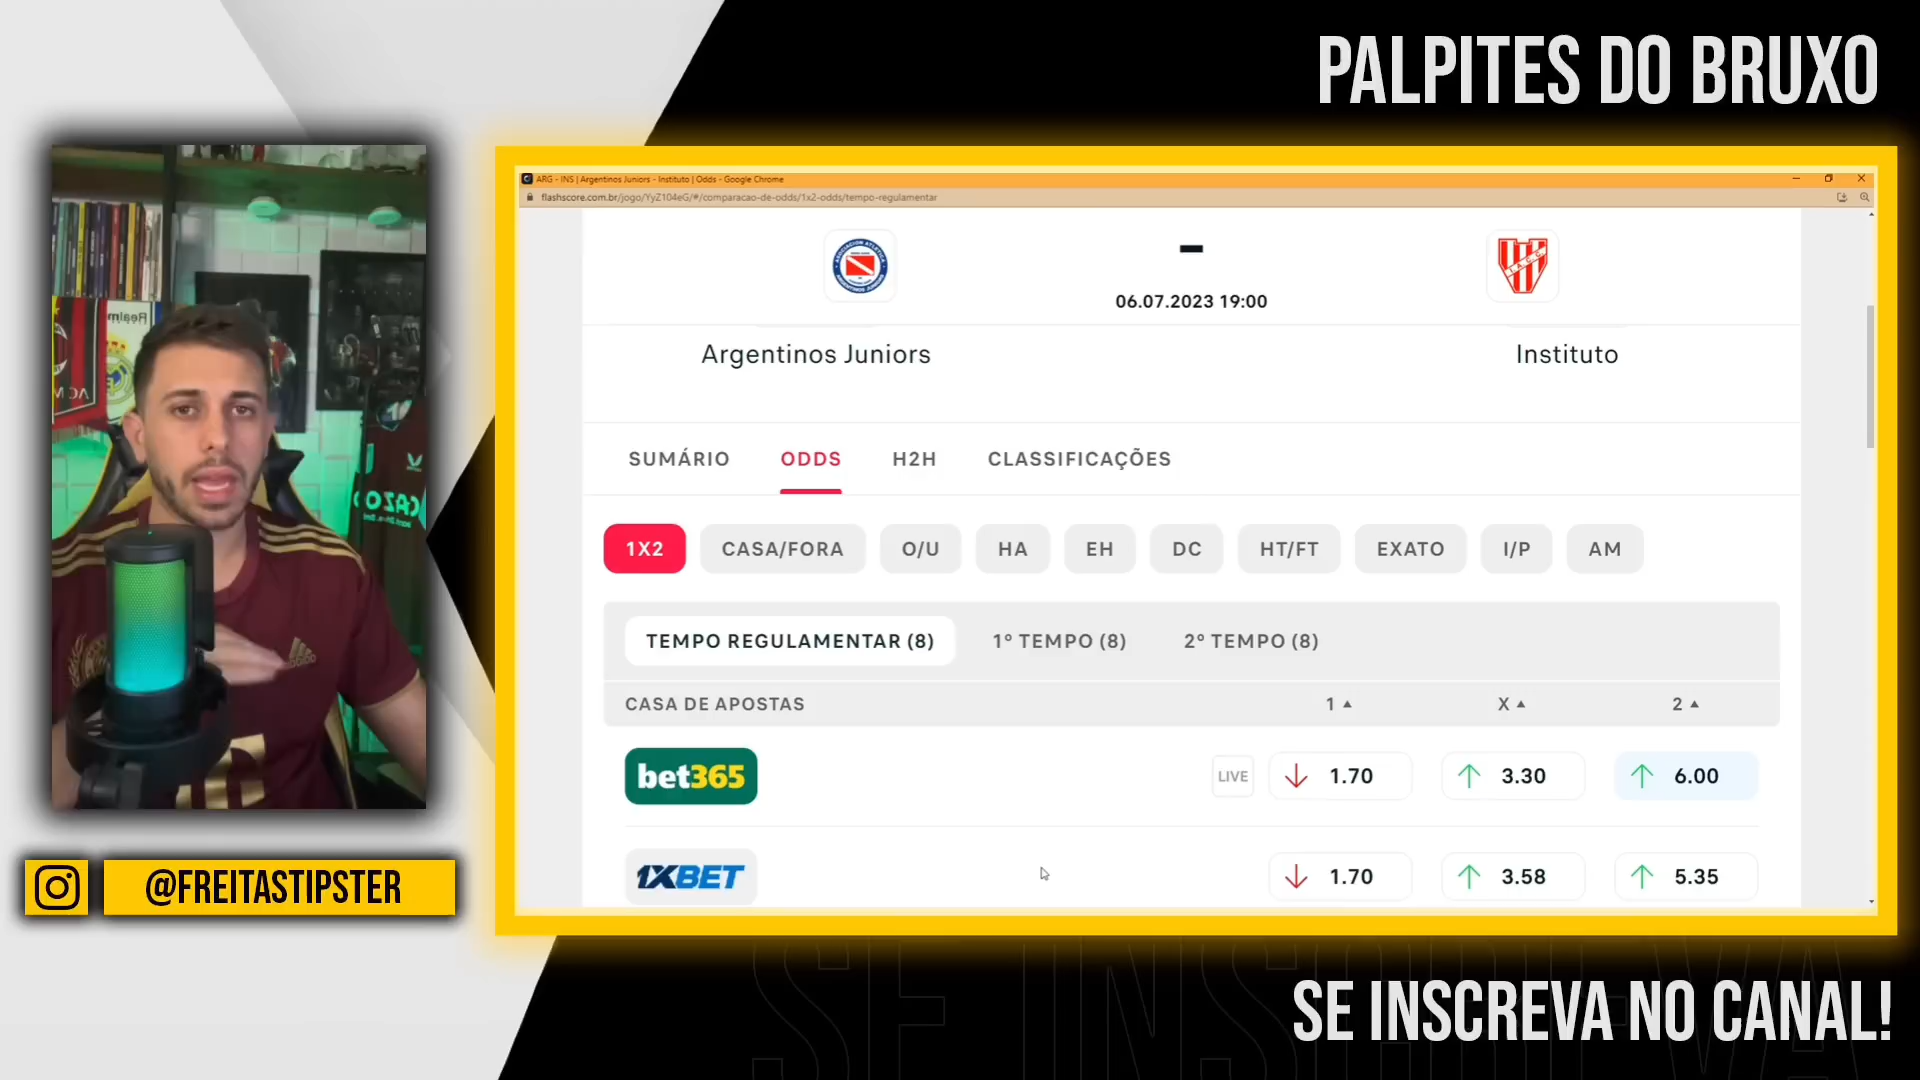 PALPITES DO BRUXO
ARG - INS | Argentinos Juniors - Instituto | Odds - Google Chrome
flashscore.com.br/jogo/YyZ104eG/#/comparacao-de-odds/1x2-odds/tempo-regulamentar
-
06.07.2023 19:00
Argentinos Juniors
Instituto
SUMÁRIO ODDS H2H CLASSIFICAÇÕES
1X2 CASA/FORA O/U HA EH DC HT/FT EXATO I/P AM
TEMPO REGULAMENTAR (8) 1º TEMPO (8) 2º TEMPO (8)
CASA DE APOSTAS 1 X 2
bet365 LIVE 1.70 3.30 6.00
1XBET 1.70 3.58 5.35
Realm
CAZOO
@FREITASTIPSTER
SE INSCREVA NO CANAL!